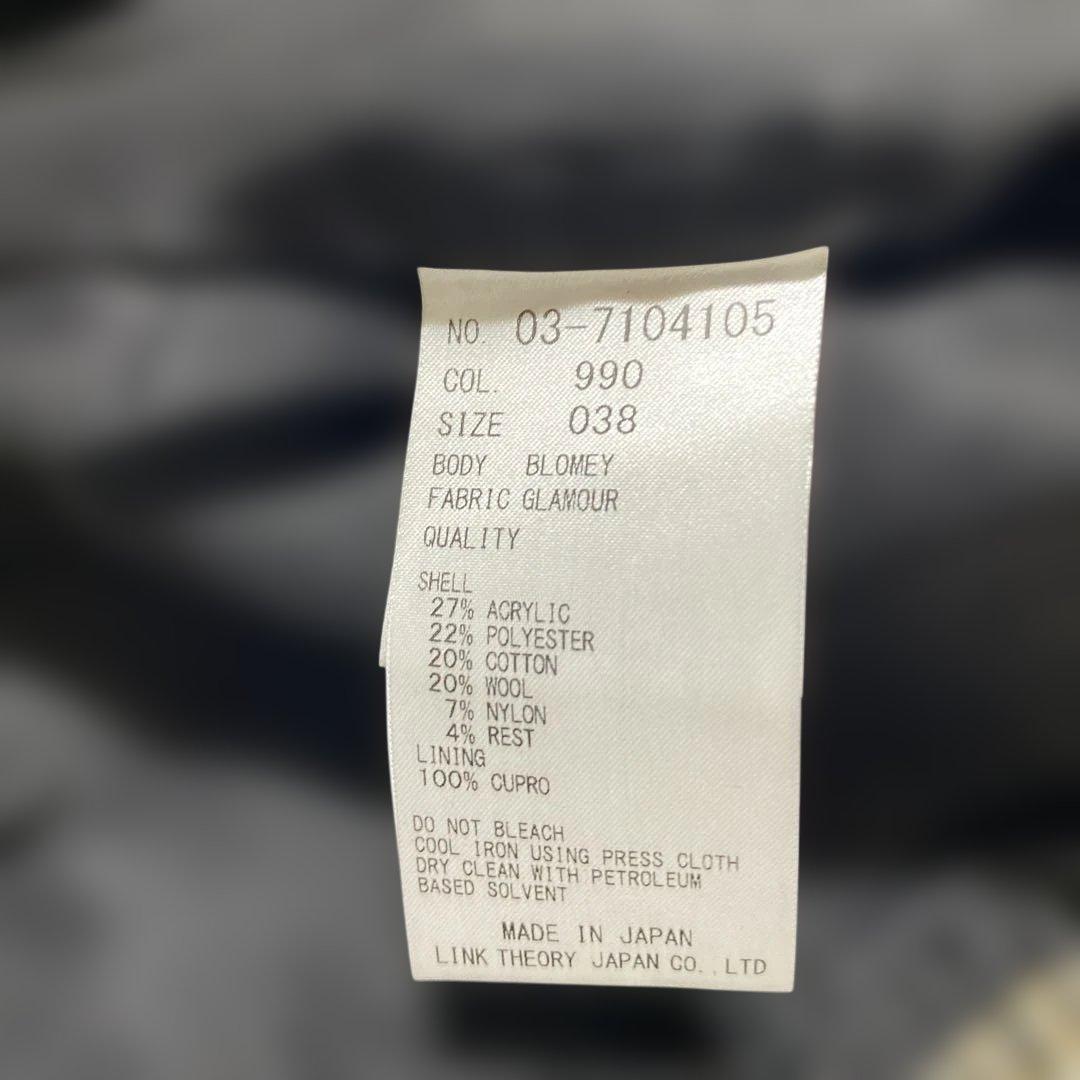 NO. 03-7104105
COL. 990
SIZE 038
BODY BLOMEY
FABRIC GLAMOUR
QUALITY
SHELL
27% ACRYLIC
22% POLYESTER
20% COTTON
20% WOOL
7% NYLON
4% REST
LINING
100% CUPRO
DO NOT BLEACH
COOL IRON USING PRESS CLOTH
DRY CLEAN WITH PETROLEUM
BASED SOLVENT
MADE IN JAPAN
LINK THEORY JAPAN CO.,LTD